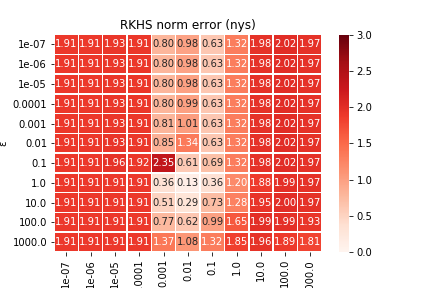 RKHS norm error (nys)
1e-07 1.91 1.91 1.93 1.91 0.80 0.98 0.63 1.32 1.98 2.02 1.97
1e-06 1.91 1.91 1.93 1.91 0.80 0.98 0.63 1.32 1.98 2.02 1.97
1e-05 1.91 1.91 1.93 1.91 0.80 0.98 0.63 1.32 1.98 2.02 1.97
0.0001 1.91 1.91 1.93 1.91 0.80 0.99 0.63 1.32 1.98 2.02 1.97
0.001 1.91 1.91 1.93 1.91 0.81 1.01 0.63 1.32 1.98 2.02 1.97
0.01 1.91 1.91 1.93 1.91 0.85 1.34 0.63 1.32 1.98 2.02 1.97
0.1 1.91 1.91 1.96 1.92 2.35 0.61 0.69 1.32 1.98 2.02 1.97
1.0 1.91 1.91 1.91 1.91 0.36 0.13 0.36 1.20 1.88 1.99 1.97
10.0 1.91 1.91 1.91 1.91 0.51 0.29 0.73 1.28 1.95 2.00 1.97
100.0 1.91 1.91 1.91 1.91 0.77 0.62 0.99 1.65 1.99 1.99 1.93
1000.0 1.91 1.91 1.91 1.91 1.37 1.08 1.32 1.85 1.96 1.89 1.81
ε
1e-07 1e-06 1e-05 0001 0.001 0.01 0.1 1.0 10.0 100.0 000.0
3.0
2.5
2.0
1.5
1.0
0.5
0.0